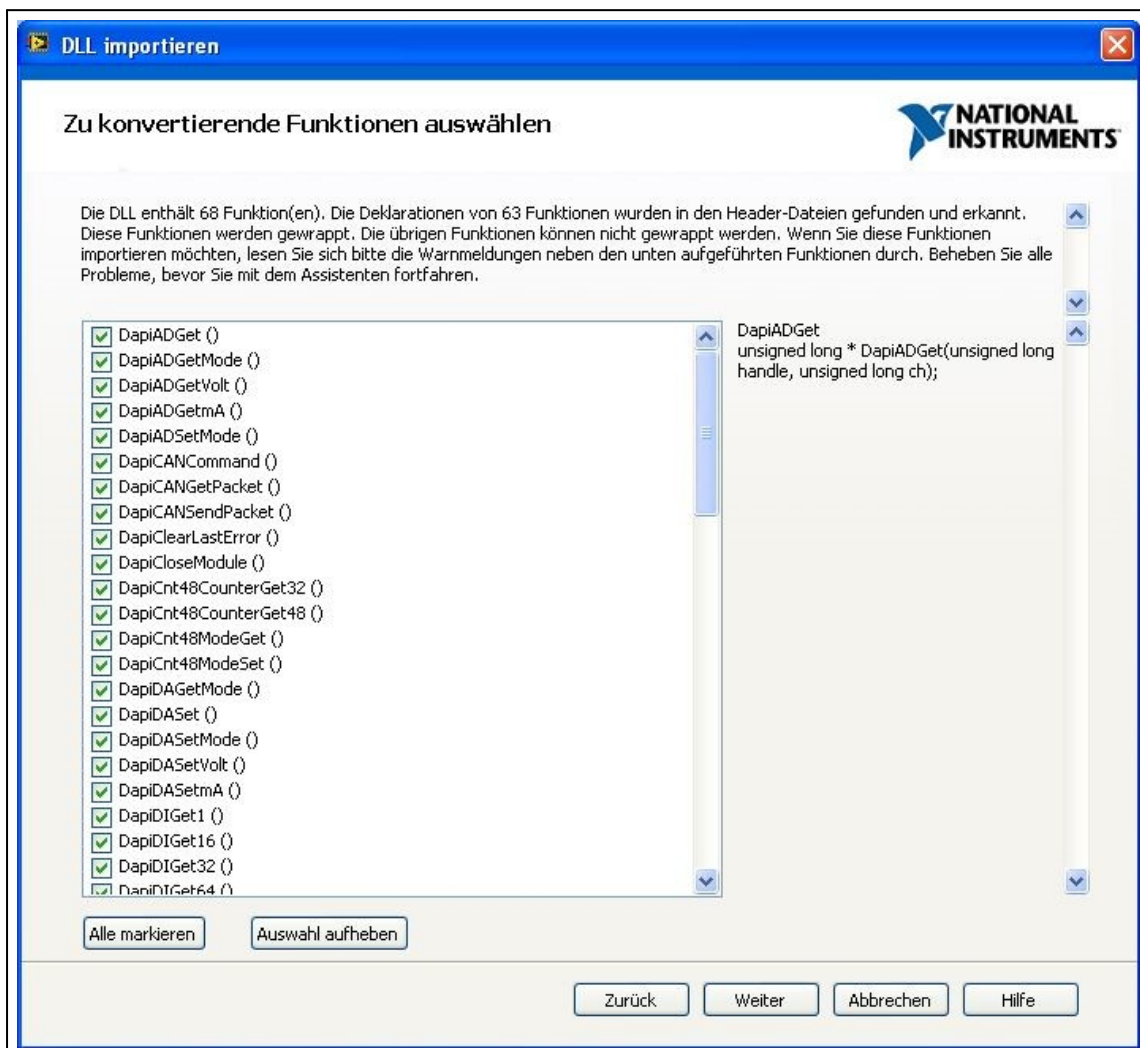 DLL importieren
Zu konvertierende Funktionen auswählen
NATIONAL
INSTRUMENTS
Die DLL enthält 68 Funktion(en). Die Deklarationen von 63 Funktionen wurden in den Header-Dateien gefunden und erkannt.
Diese Funktionen werden gewrappt. Die übrigen Funktionen können nicht gewrappt werden. Wenn Sie diese Funktionen
importieren möchten, lesen Sie sich bitte die Warnmeldungen neben den unten aufgeführten Funktionen durch. Beheben Sie alle
Probleme, bevor Sie mit dem Assistenten fortfahren.
DapiADGet ()
DapiADGetMode ()
DapiADGetVolt ()
DapiADGetmA ()
DapiADSetMode ()
DapiCANCommand ()
DapiCANGetPacket ()
DapiCANSendPacket ()
DapiClearLastError ()
DapiCloseModule ()
DapiCnt48CounterGet32 ()
DapiCnt48CounterGet48 ()
DapiCnt48ModeGet ()
DapiCnt48ModeSet ()
DapiDAGetMode ()
DapiDASet ()
DapiDASetMode ()
DapiDASetVolt ()
DapiDASetmA ()
DapiDIGet1 ()
DapiDIGet16 ()
DapiDIGet32 ()
DapiDIGet64 ()
DapiADGet
unsigned long * DapiADGet(unsigned long
handle, unsigned long ch);
Alle markieren
Auswahl aufheben
Zurück
Weiter
Abbrechen
Hilfe